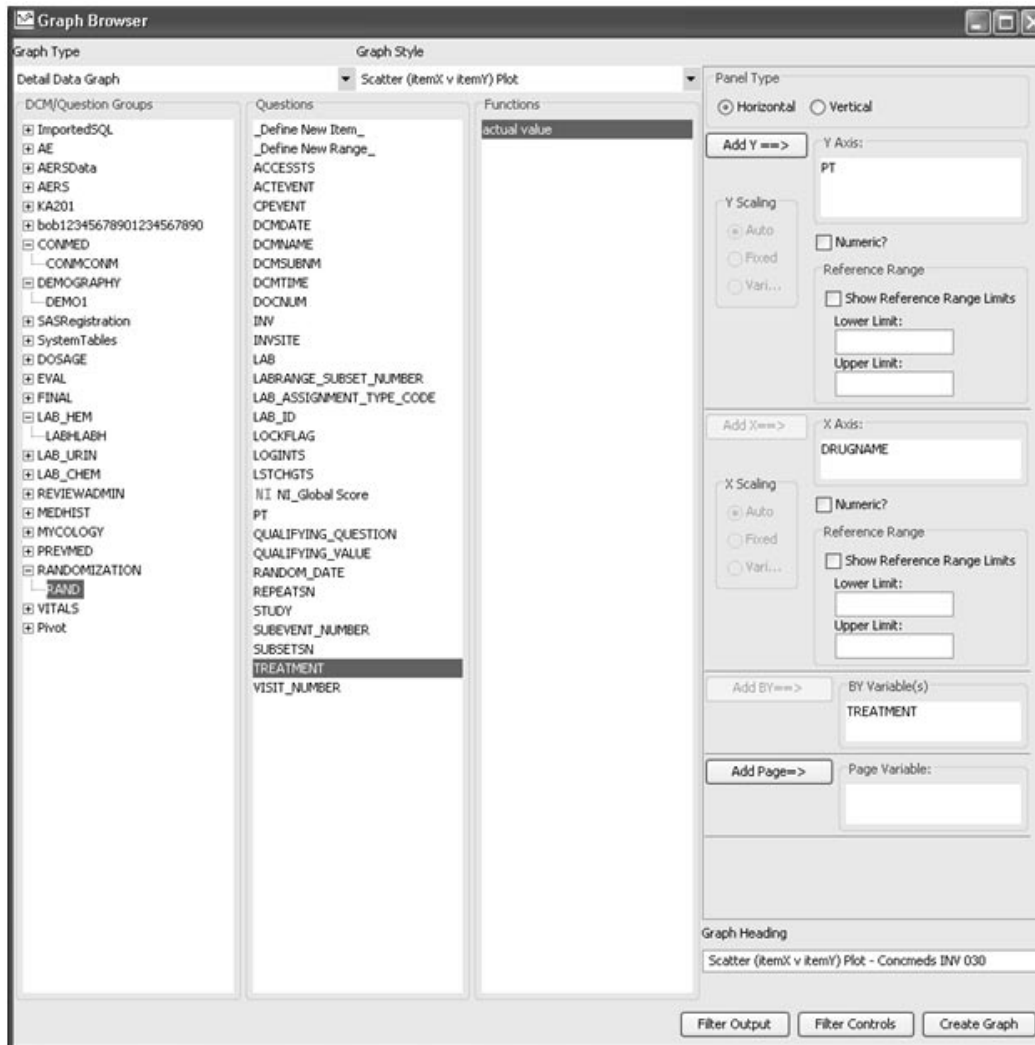 Graph Browser
Graph Type
Graph Style
Detail Data Graph
Scatter (itemX v itemY) Plot
DCM/Question Groups
ImportedSQL
AE
AERSData
AERS
KA201
bob12345678901234567890
CONMED
CONMCONM
DEMOGRAPHY
DEMO1
SASRegistration
SystemTables
DOSAGE
EVAL
FINAL
LAB_HEM
LABHLABH
LAB_URIN
LAB_CHEM
REVIEWADMIN
MEDHIST
MYCOLOGY
PREVMED
RANDOMIZATION
RAND
VITALS
Pivot
Questions
_Define New Item_
_Define New Range_
ACCESSTS
ACTEVENT
CPEVENT
DCMDATE
DCMNAME
DCMSUBNM
DCMTIME
DOCNUM
INV
INVSITE
LAB
LABRANGE_SUBSET_NUMBER
LAB_ASSIGNMENT_TYPE_CODE
LAB_ID
LOCKFLAG
LOGINTS
LSTCHGTS
NI NI_Global Score
PT
QUALIFYING_QUESTION
QUALIFYING_VALUE
RANDOM_DATE
REPEATSN
STUDY
SUBEVENT_NUMBER
SUBSETSN
TREATMENT
VISIT_NUMBER
Functions
actual value
Panel Type
Horizontal Vertical
Add Y ==>
Y Axis:
PT
Y Scaling
Auto
Fixed
Vari...
Numeric?
Reference Range
Show Reference Range Limits
Lower Limit:
Upper Limit:
Add X==>
X Axis:
DRUGNAME
X Scaling
Auto
Fixed
Vari...
Numeric?
Reference Range
Show Reference Range Limits
Lower Limit:
Upper Limit:
Add BY==>
BY Variable(s)
TREATMENT
Add Page=>
Page Variable:
Graph Heading
Scatter (itemX v itemY) Plot - Concmeds INV 030
Filter Output
Filter Controls
Create Graph